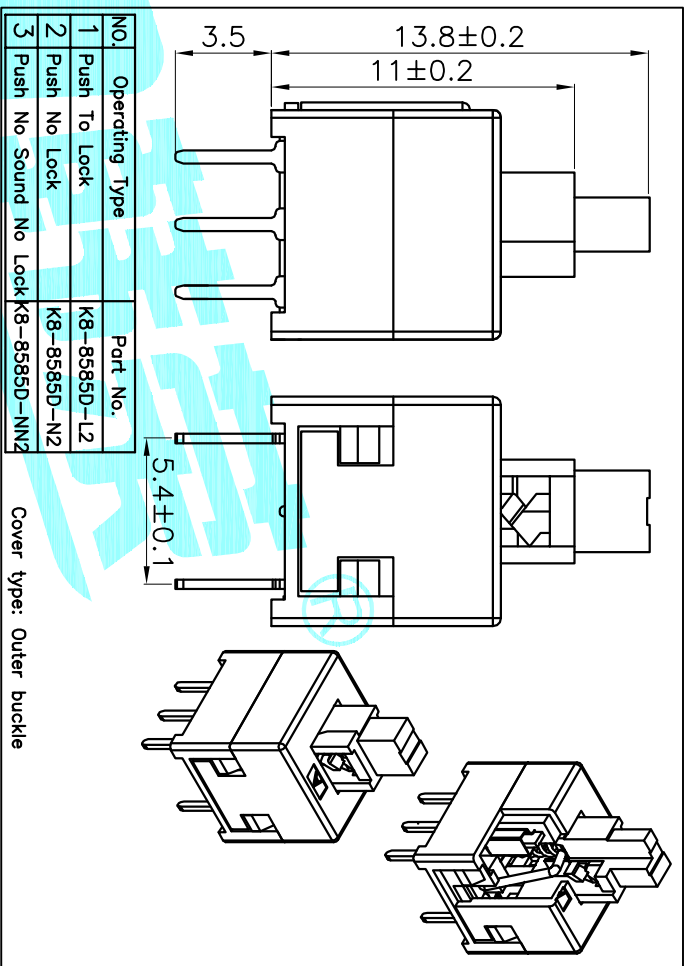 3.5
13.8±0.2
11±0.2
5.4±0.1
®
NO. Operating Type Part No.
1 Push To Lock K8-8585D-L2
2 Push No Lock K8-8585D-N2
3 Push No Sound No Lock K8-8585D-NN2
Cover type: Outer buckle